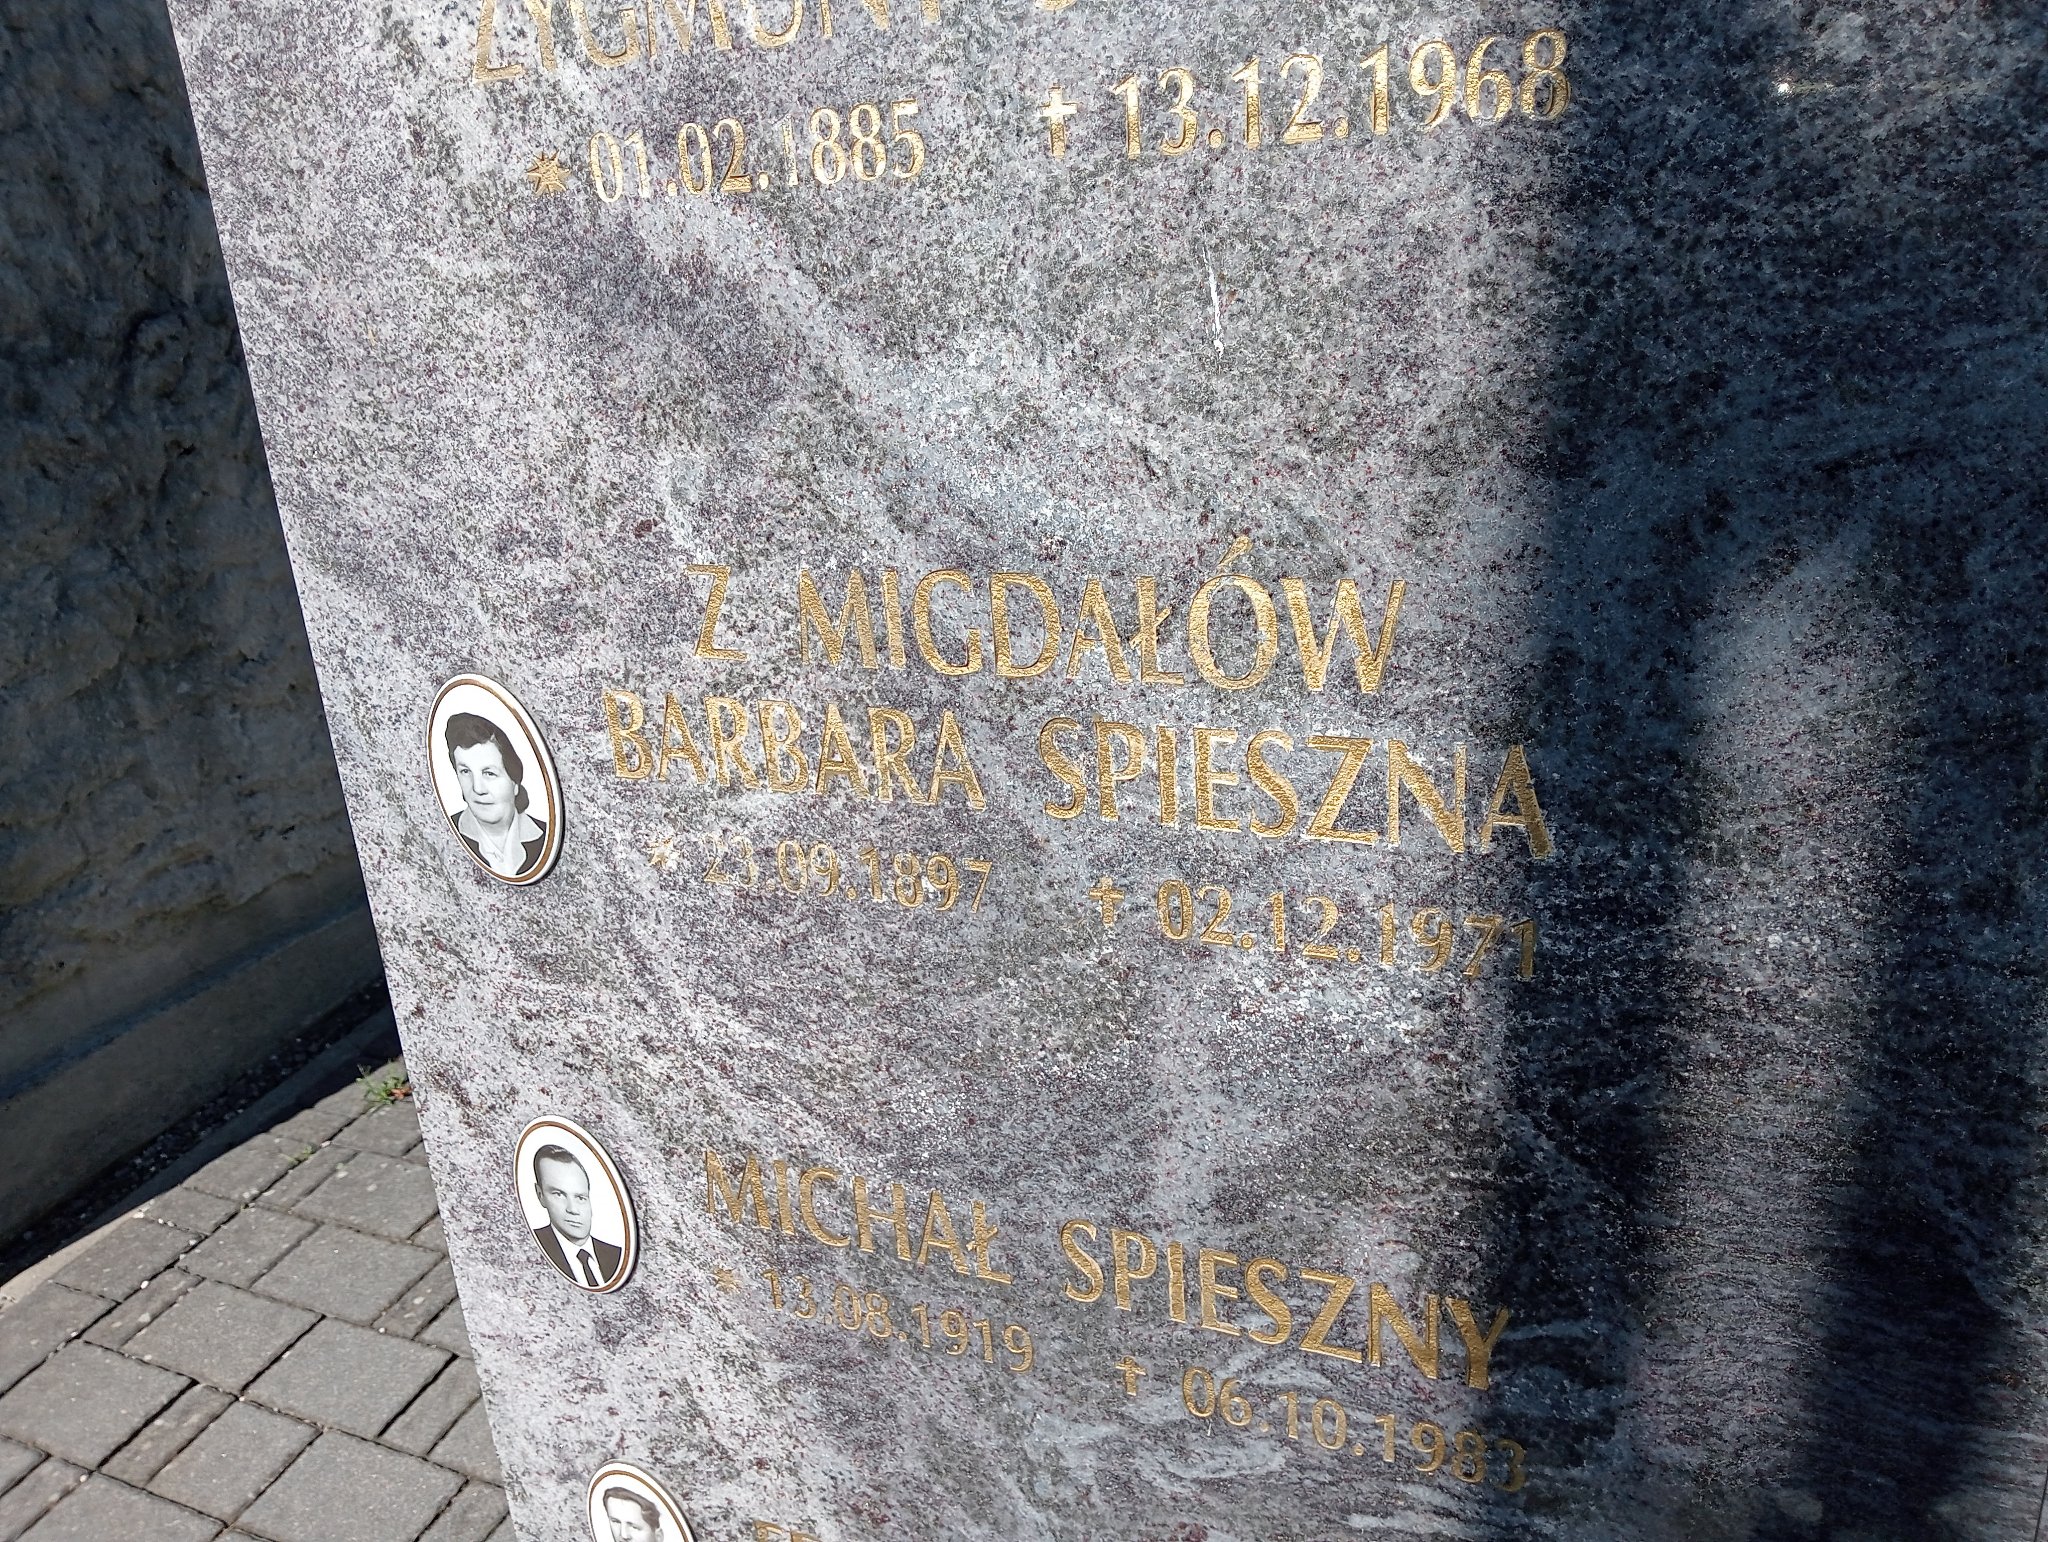 ZYGMUNT
* 01.02.1885 † 13.12.1968
Z MIGDAŁÓW
BARBARA SPIESZNA
* 23.09.1897 † 02.12.1971
MICHAŁ SPIESZNY
* 13.08.1919 † 06.10.1983